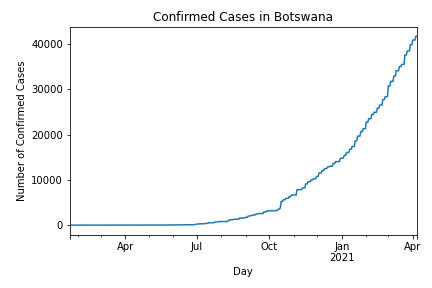 Confirmed Cases in Botswana
Number of Confirmed Cases
40000
30000
20000
10000
0
Apr
Jul
Oct
Jan
2021
Apr
Day